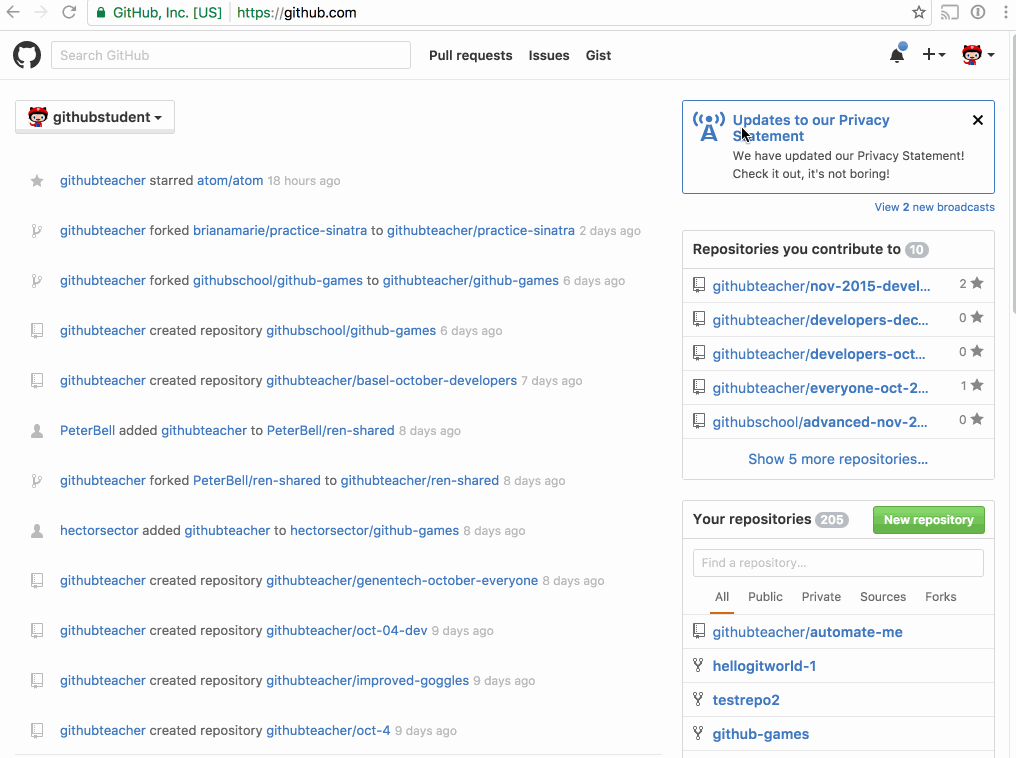 GitHub, Inc. [US] https://github.com
Search GitHub
Pull requests Issues Gist
githubstudent
githubteacher starred atom/atom 18 hours ago
githubteacher forked brianamarie/practice-sinatra to githubteacher/practice-sinatra 2 days ago
githubteacher forked githubschool/github-games to githubteacher/github-games 6 days ago
githubteacher created repository githubschool/github-games 6 days ago
githubteacher created repository githubteacher/basel-october-developers 7 days ago
PeterBell added githubteacher to PeterBell/ren-shared 8 days ago
githubteacher forked PeterBell/ren-shared to githubteacher/ren-shared 8 days ago
hectorsector added githubteacher to hectorsector/github-games 8 days ago
githubteacher created repository githubteacher/genentech-october-everyone 8 days ago
githubteacher created repository githubteacher/oct-04-dev 9 days ago
githubteacher created repository githubteacher/improved-goggles 9 days ago
githubteacher created repository githubteacher/oct-4 9 days ago
Updates to our Privacy
Statement
We have updated our Privacy Statement!
Check it out, it's not boring!
View 2 new broadcasts
Repositories you contribute to 10
githubteacher/nov-2015-devel... 2
githubteacher/developers-dec... 0
githubteacher/developers-oct... 0
githubteacher/everyone-oct-2... 1
githubschool/advanced-nov-2... 0
Show 5 more repositories...
Your repositories 205 New repository
Find a repository...
All Public Private Sources Forks
githubteacher/automate-me
hellogitworld-1
testrepo2
github-games